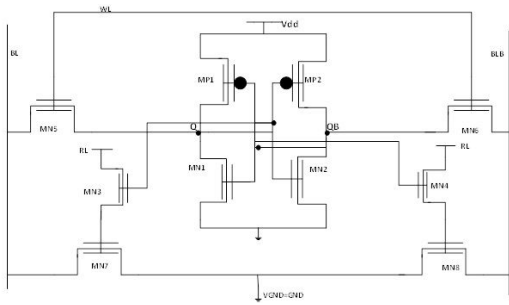 WL
Vdd
BL
BLB
MP1
MP2
MN5
Q
QB
MN6
RL
RL
MN1
MN2
MN3
MN4
MN7
MN8
VGND=GND